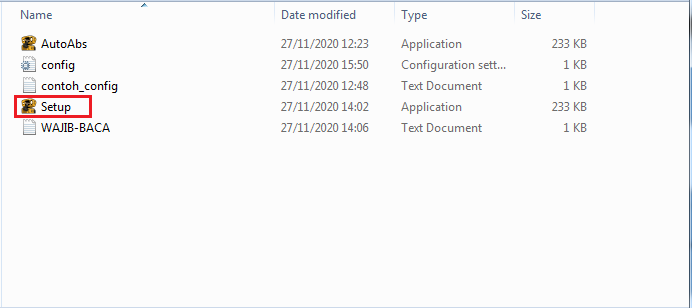 Name Date modified Type Size
AutoAbs 27/11/2020 12:23 Application 233 KB
config 27/11/2020 15:50 Configuration sett... 1 KB
contoh_config 27/11/2020 12:48 Text Document 1 KB
Setup 27/11/2020 14:02 Application 233 KB
WAJIB-BACA 27/11/2020 14:06 Text Document 1 KB